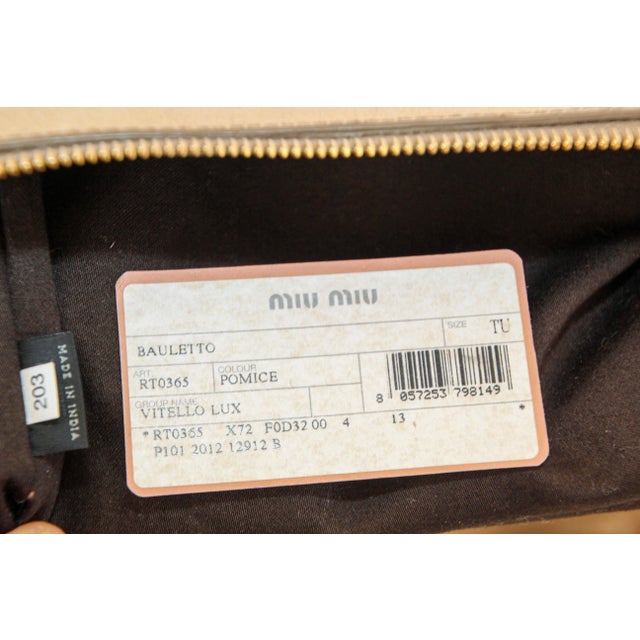 MIU MIU
SIZE TU
BAULETTO
ART. COLOUR
RT0365 POMICE
8 057253 798149
GROUP NAME
VITELLO LUX
*RT0365 X72 F0D32 00 4 13 *
P101 2012 12912 B
203
MADE IN INDIA